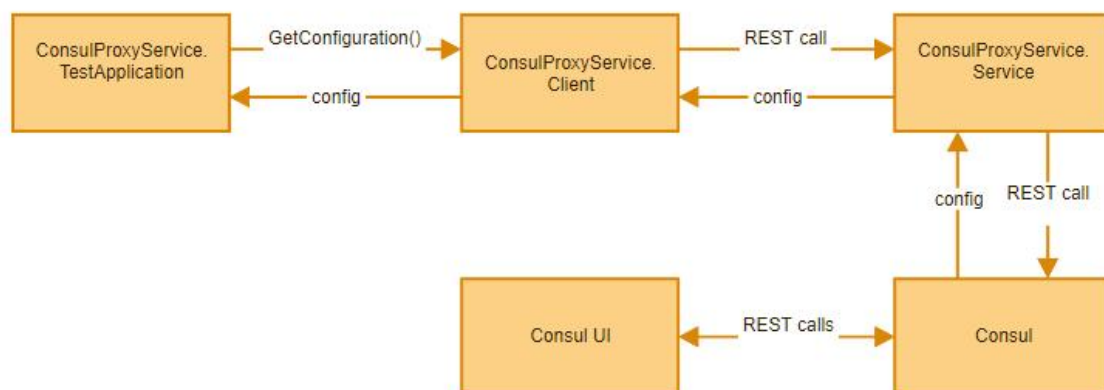 ConsulProxyService.
TestApplication
GetConfiguration()
config
ConsulProxyService.
Client
REST call
config
ConsulProxyService.
Service
config
REST call
Consul UI
REST calls
Consul